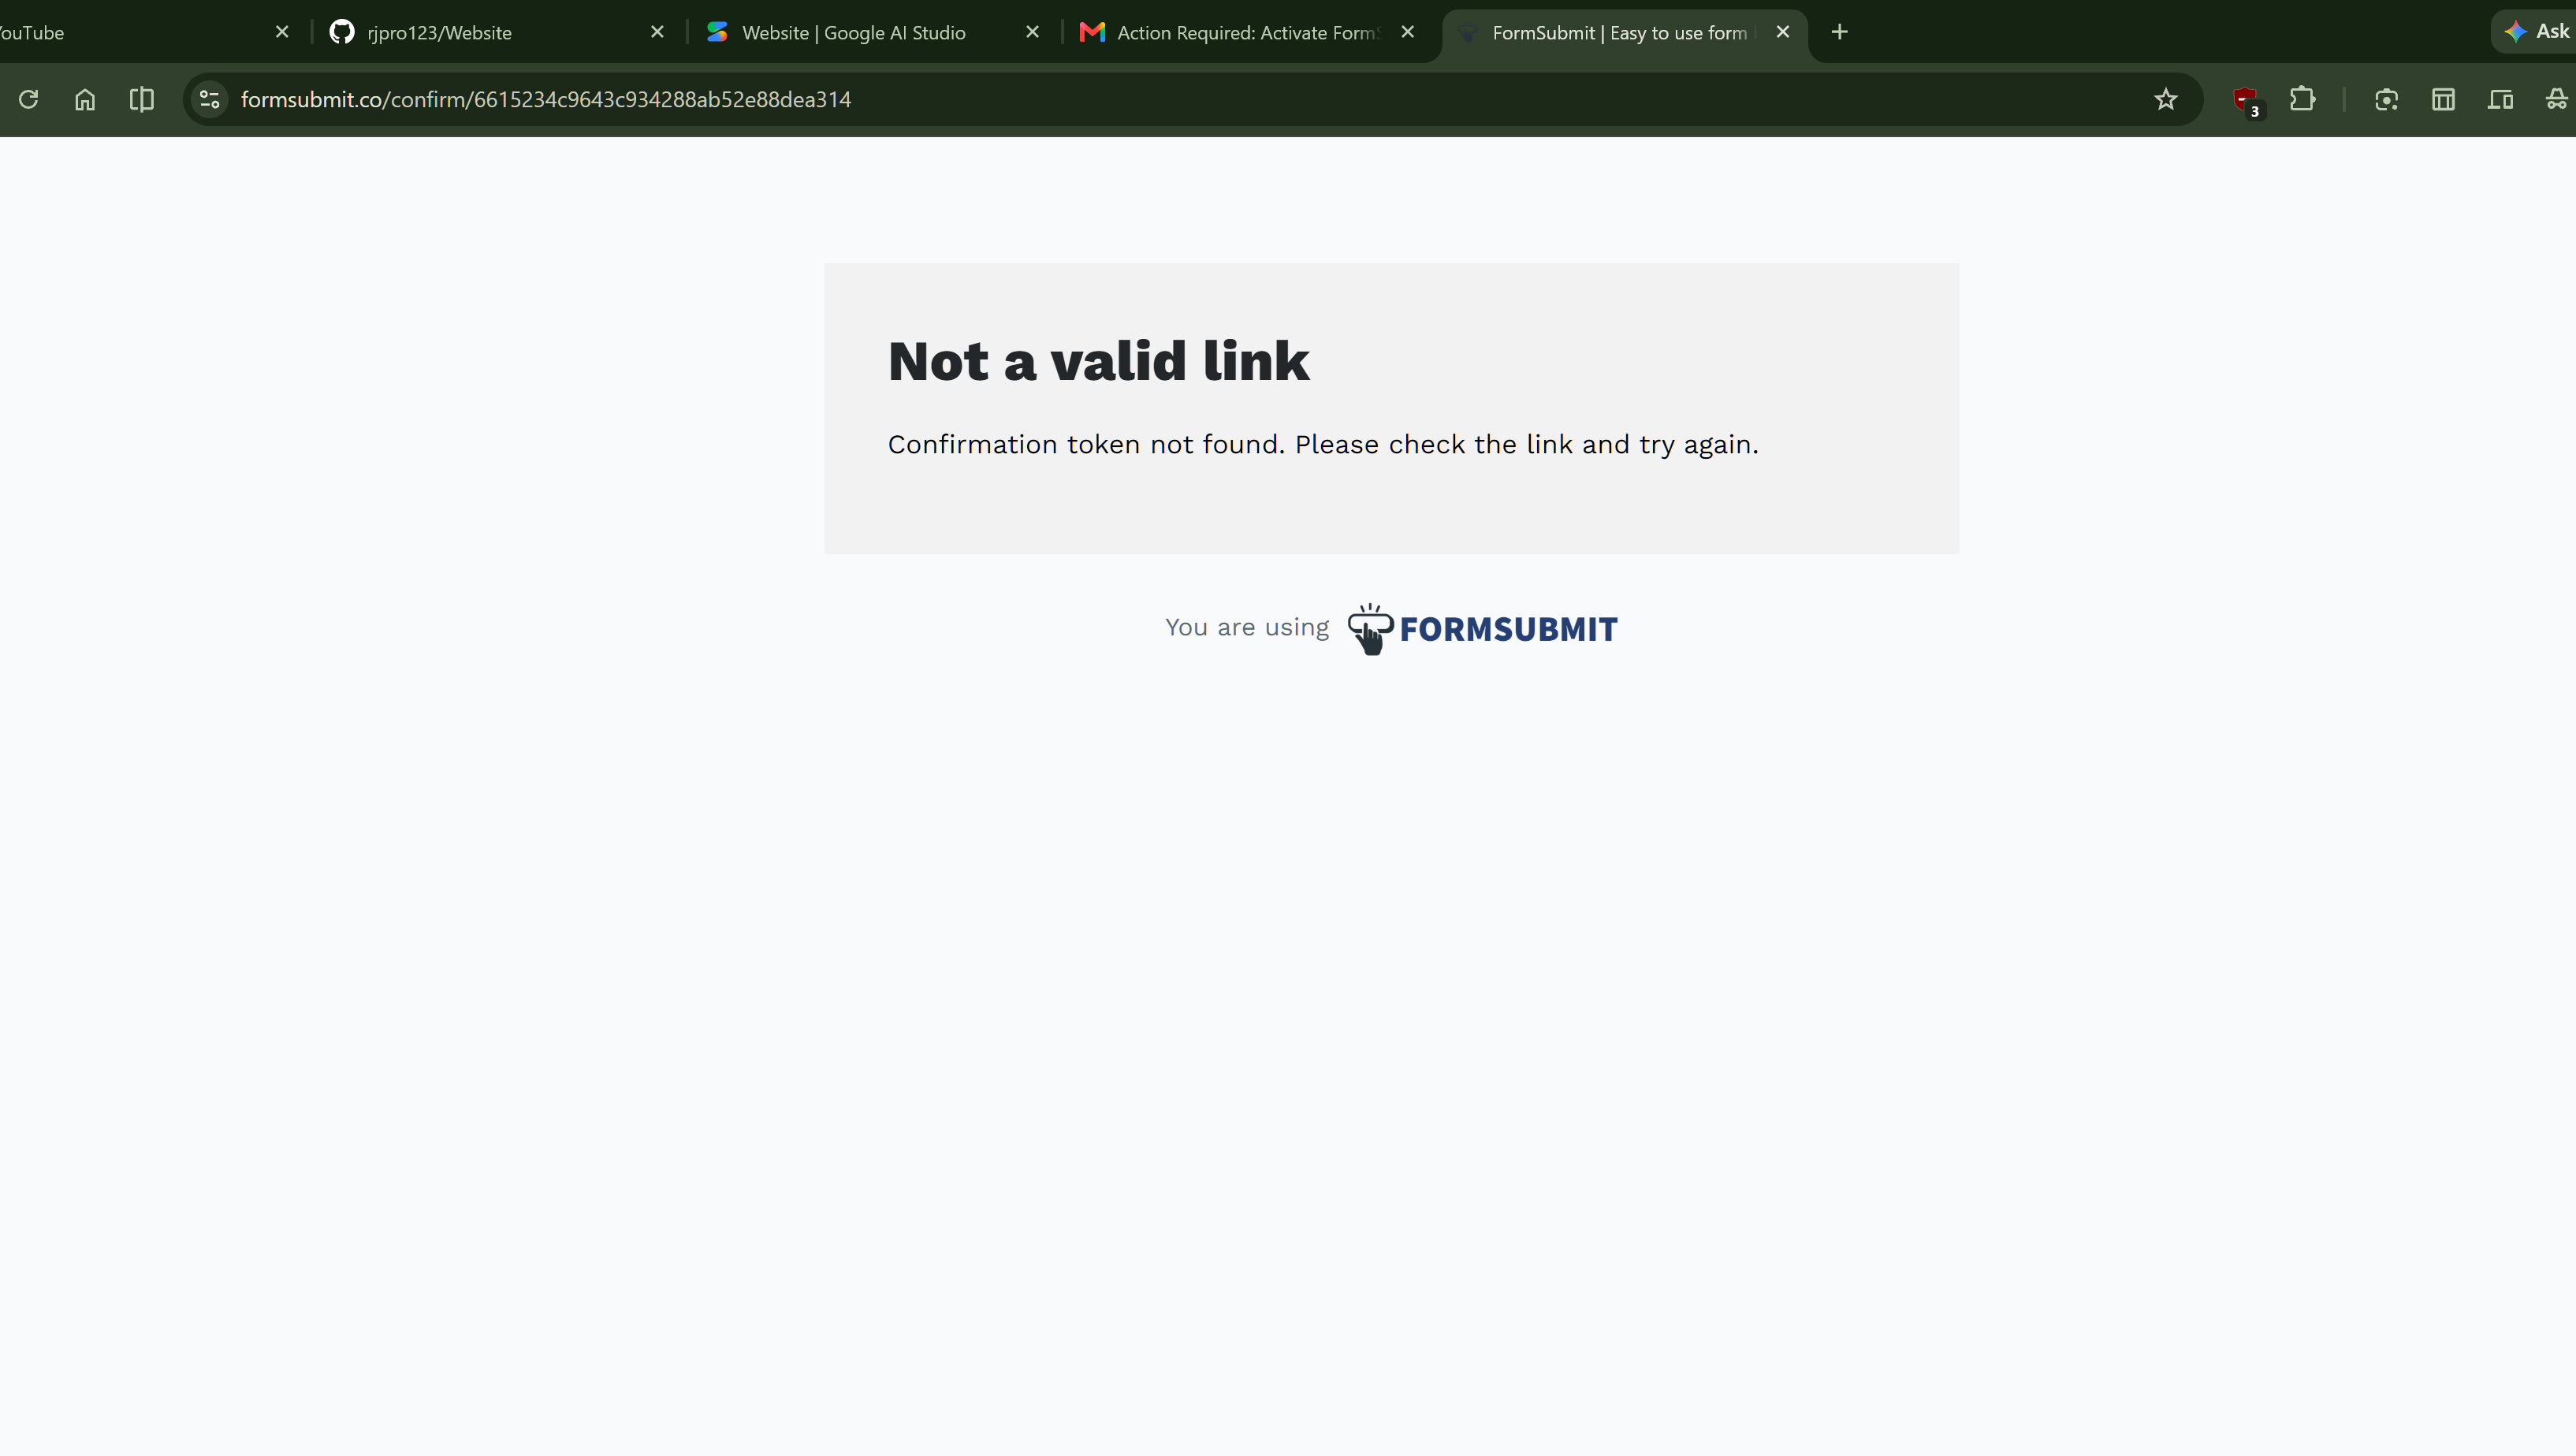 ouTube
rjpro123/Website
Website | Google AI Studio
Action Required: Activate Form
FormSubmit | Easy to use form
Ask
formsubmit.co/confirm/6615234c9643c934288ab52e88dea314
3
Not a valid link
Confirmation token not found. Please check the link and try again.
You are using FORMSUBMIT